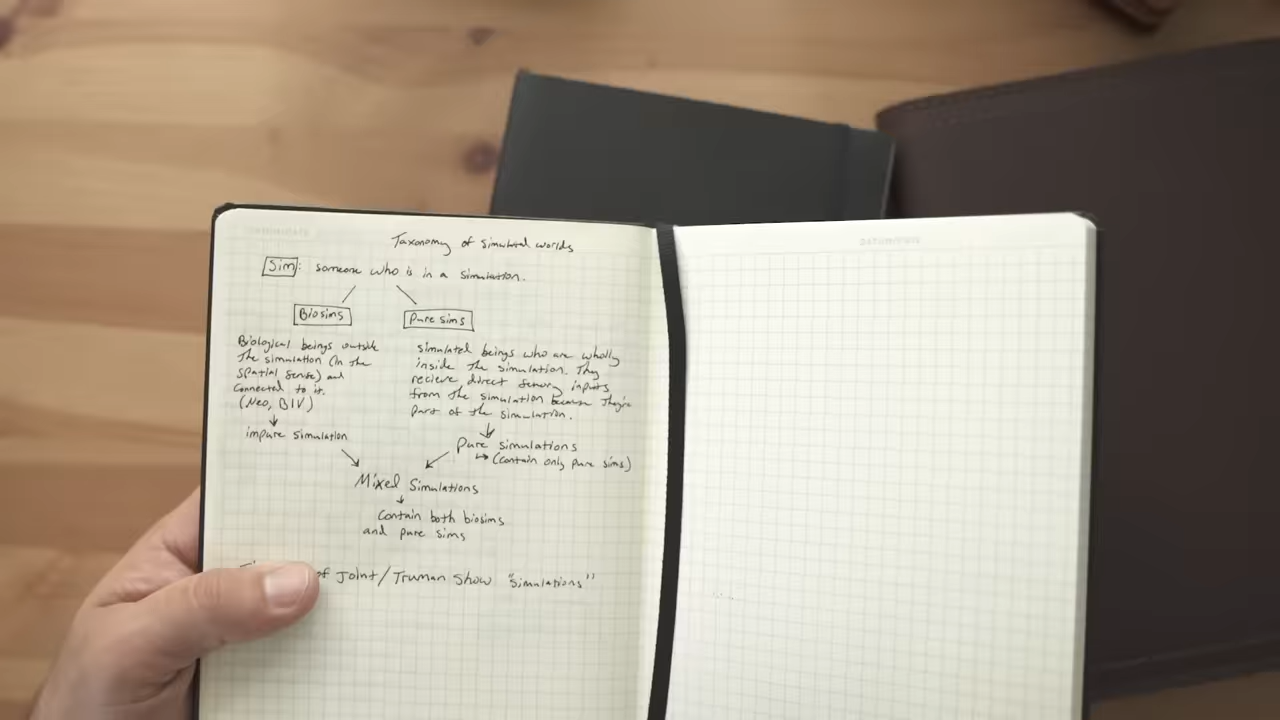 Taxonomy of simulated worlds
Sim: someone who is in a simulation.
Biosims
Pure sims
Biological beings outside
the simulation (in the
spatial sense) and
connected to it.
(Neo, BIV)
impure simulation
simulated beings who are wholly
inside the simulation. They
recieve direct sensory inputs
from the simulation because they're
part of the simulation.
Pure simulations
(contain only pure sims)
Mixed Simulations
Contain both biosims
and pure sims
of Joint/Truman Show "Simulations"